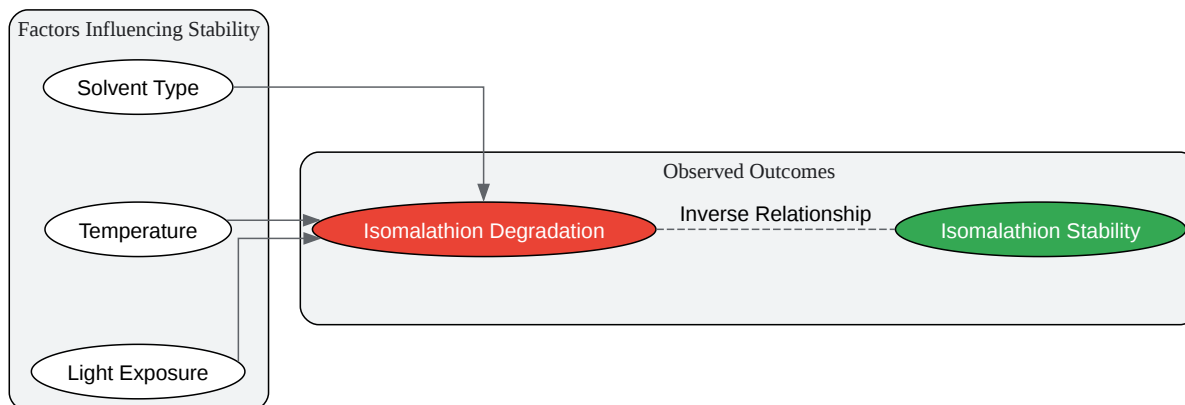 Factors Influencing Stability
Solvent Type
Temperature
Light Exposure
Observed Outcomes
Isomalathion Degradation
Inverse Relationship
Isomalathion Stability